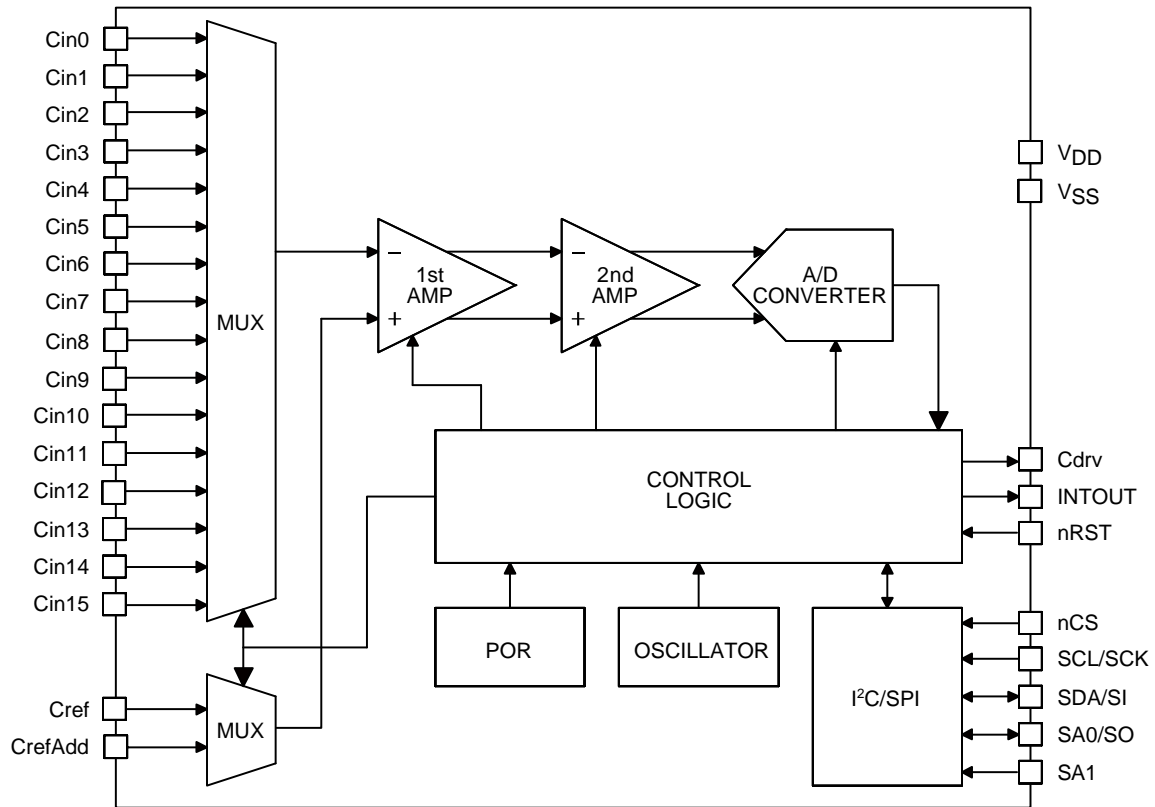 Cin0
Cin1
Cin2
Cin3
Cin4
Cin5
Cin6
Cin7
Cin8
Cin9
Cin10
Cin11
Cin12
Cin13
Cin14
Cin15
Cref
CrefAdd
MUX
MUX
−
1st
AMP
+
−
2nd
AMP
+
A/D
CONVERTER
CONTROL
LOGIC
POR
OSCILLATOR
I²C/SPI
VDD
VSS
Cdrv
INTOUT
nRST
nCS
SCL/SCK
SDA/SI
SA0/SO
SA1